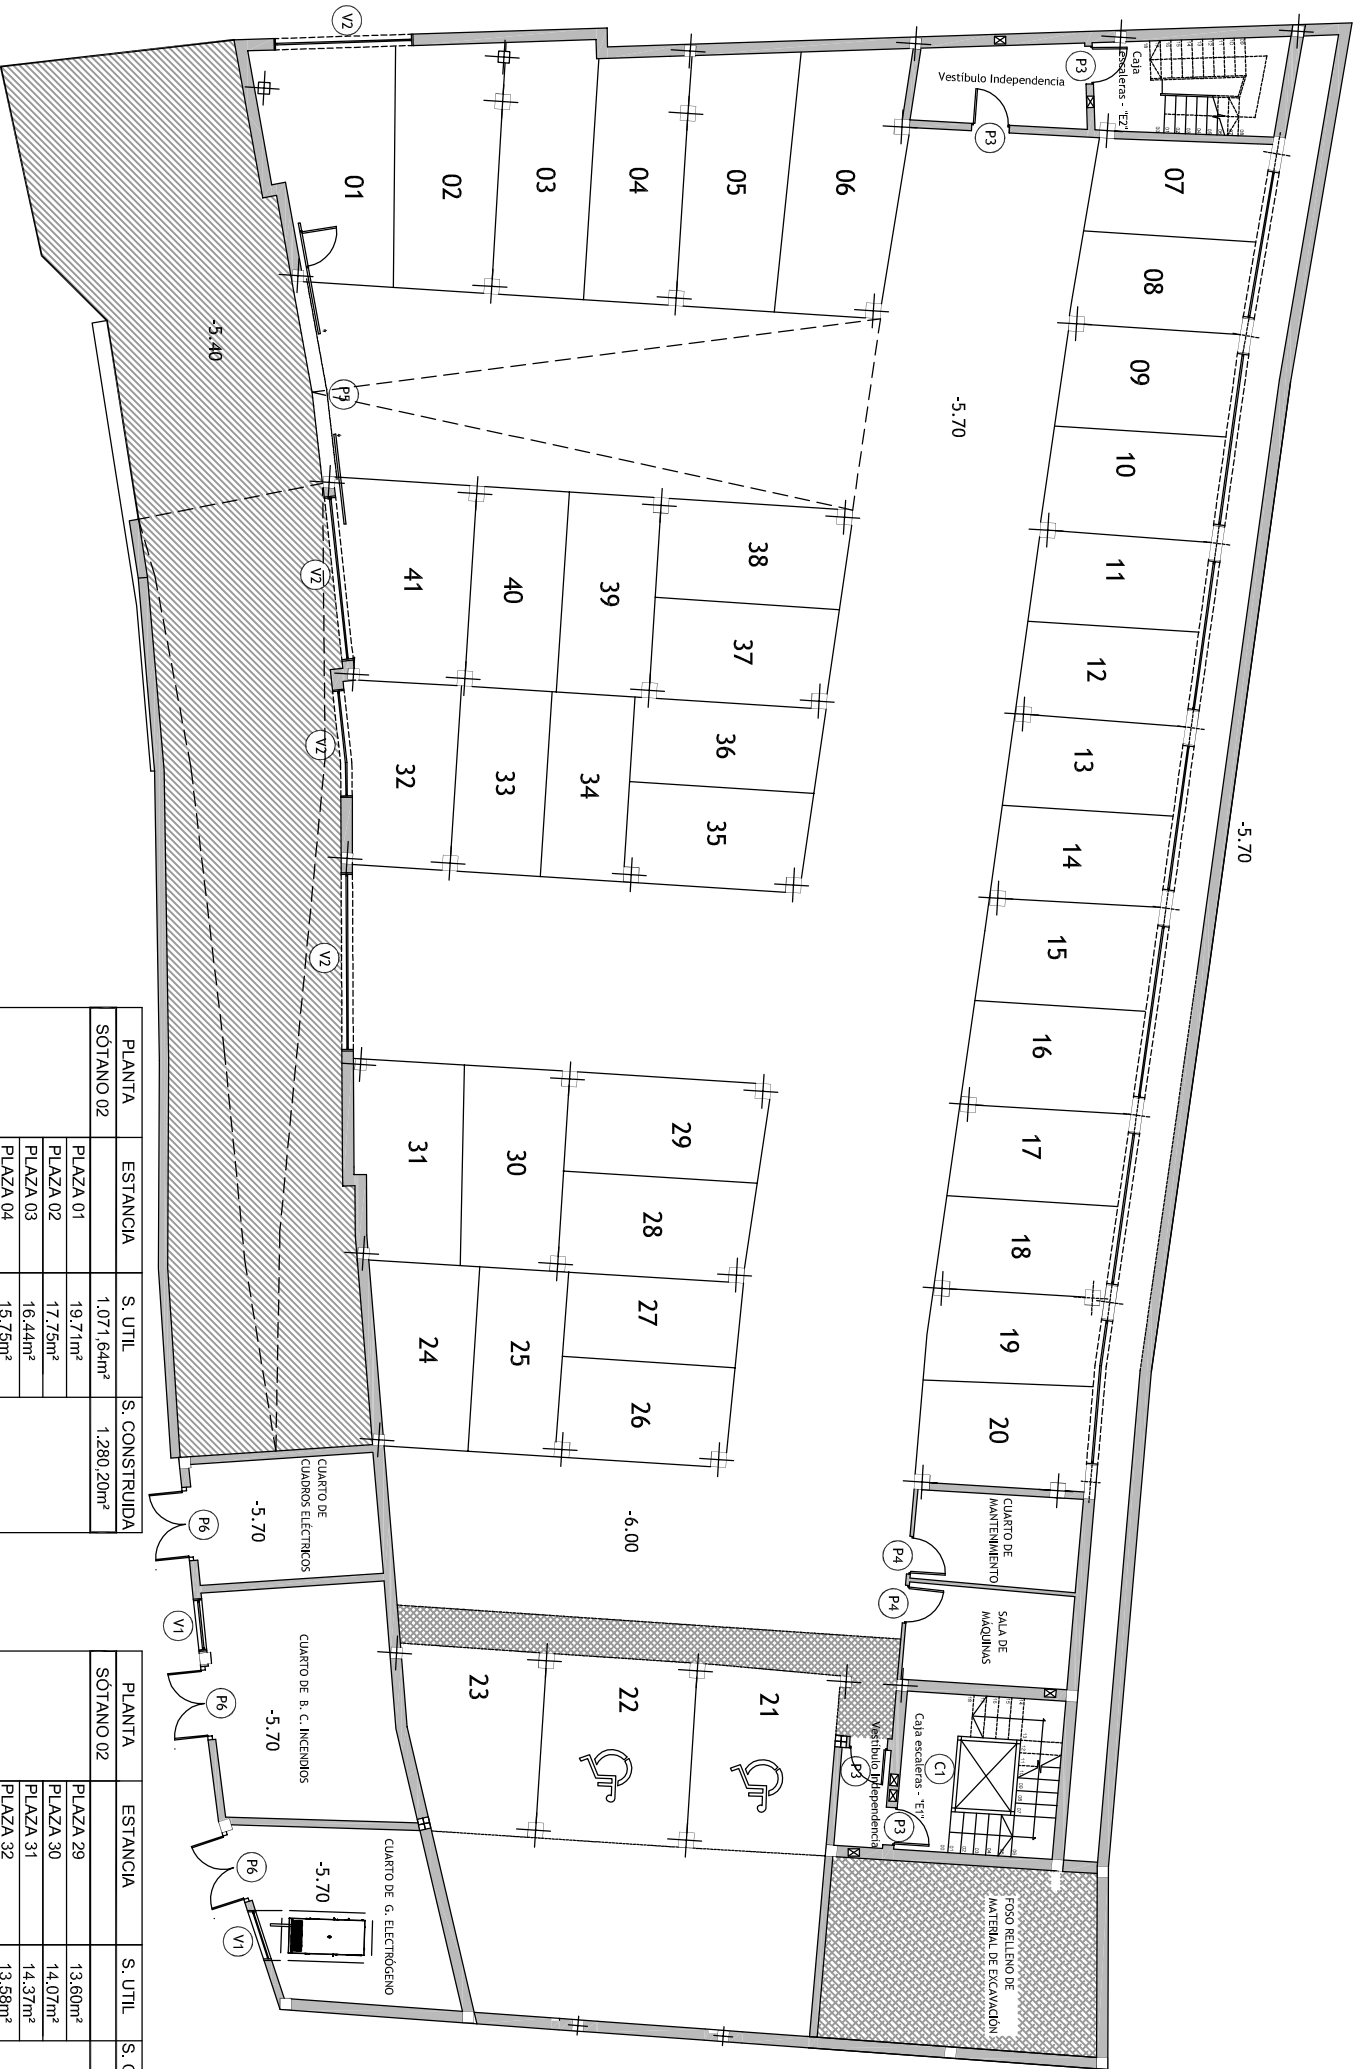 V2
Vestíbulo Independencia
P3
Caja
escaleras - "E2"
P3
01
02
03
04
05
06
07
08
09
10
11
12
13
14
15
16
17
18
19
20
-5.40
P5
-5.70
-5.70
V2
41
40
39
38
37
V2
32
33
34
36
35
V2
31
30
29
28
24
25
27
26
-6.00
CUARTO DE
CUADROS ELÉCTRICOS
-5.70
P6
V1
CUARTO DE B. C. INCENDIOS
-5.70
P6
CUARTO DE G. ELECTRÓGENO
-5.70
P6
V1
CUARTO DE
MANTENIMIENTO
P4
SALA DE
MÁQUINAS
P4
23
22
21
Vestíbulo Independencia
P3
P3
Caja escaleras - "E1"
C1
FOSO RELLENO DE
MATERIAL DE EXCAVACIÓN
PLANTA ESTANCIA S. UTIL S. CONSTRUIDA
SÓTANO 02 1.071,64m² 1.280,20m²
PLAZA 01 19.71m²
PLAZA 02 17.75m²
PLAZA 03 16.44m²
PLAZA 04 15.75m²
PLANTA ESTANCIA S. UTIL S. C
SÓTANO 02
PLAZA 29 13.60m²
PLAZA 30 14.07m²
PLAZA 31 14.37m²
PLAZA 32 13.58m²